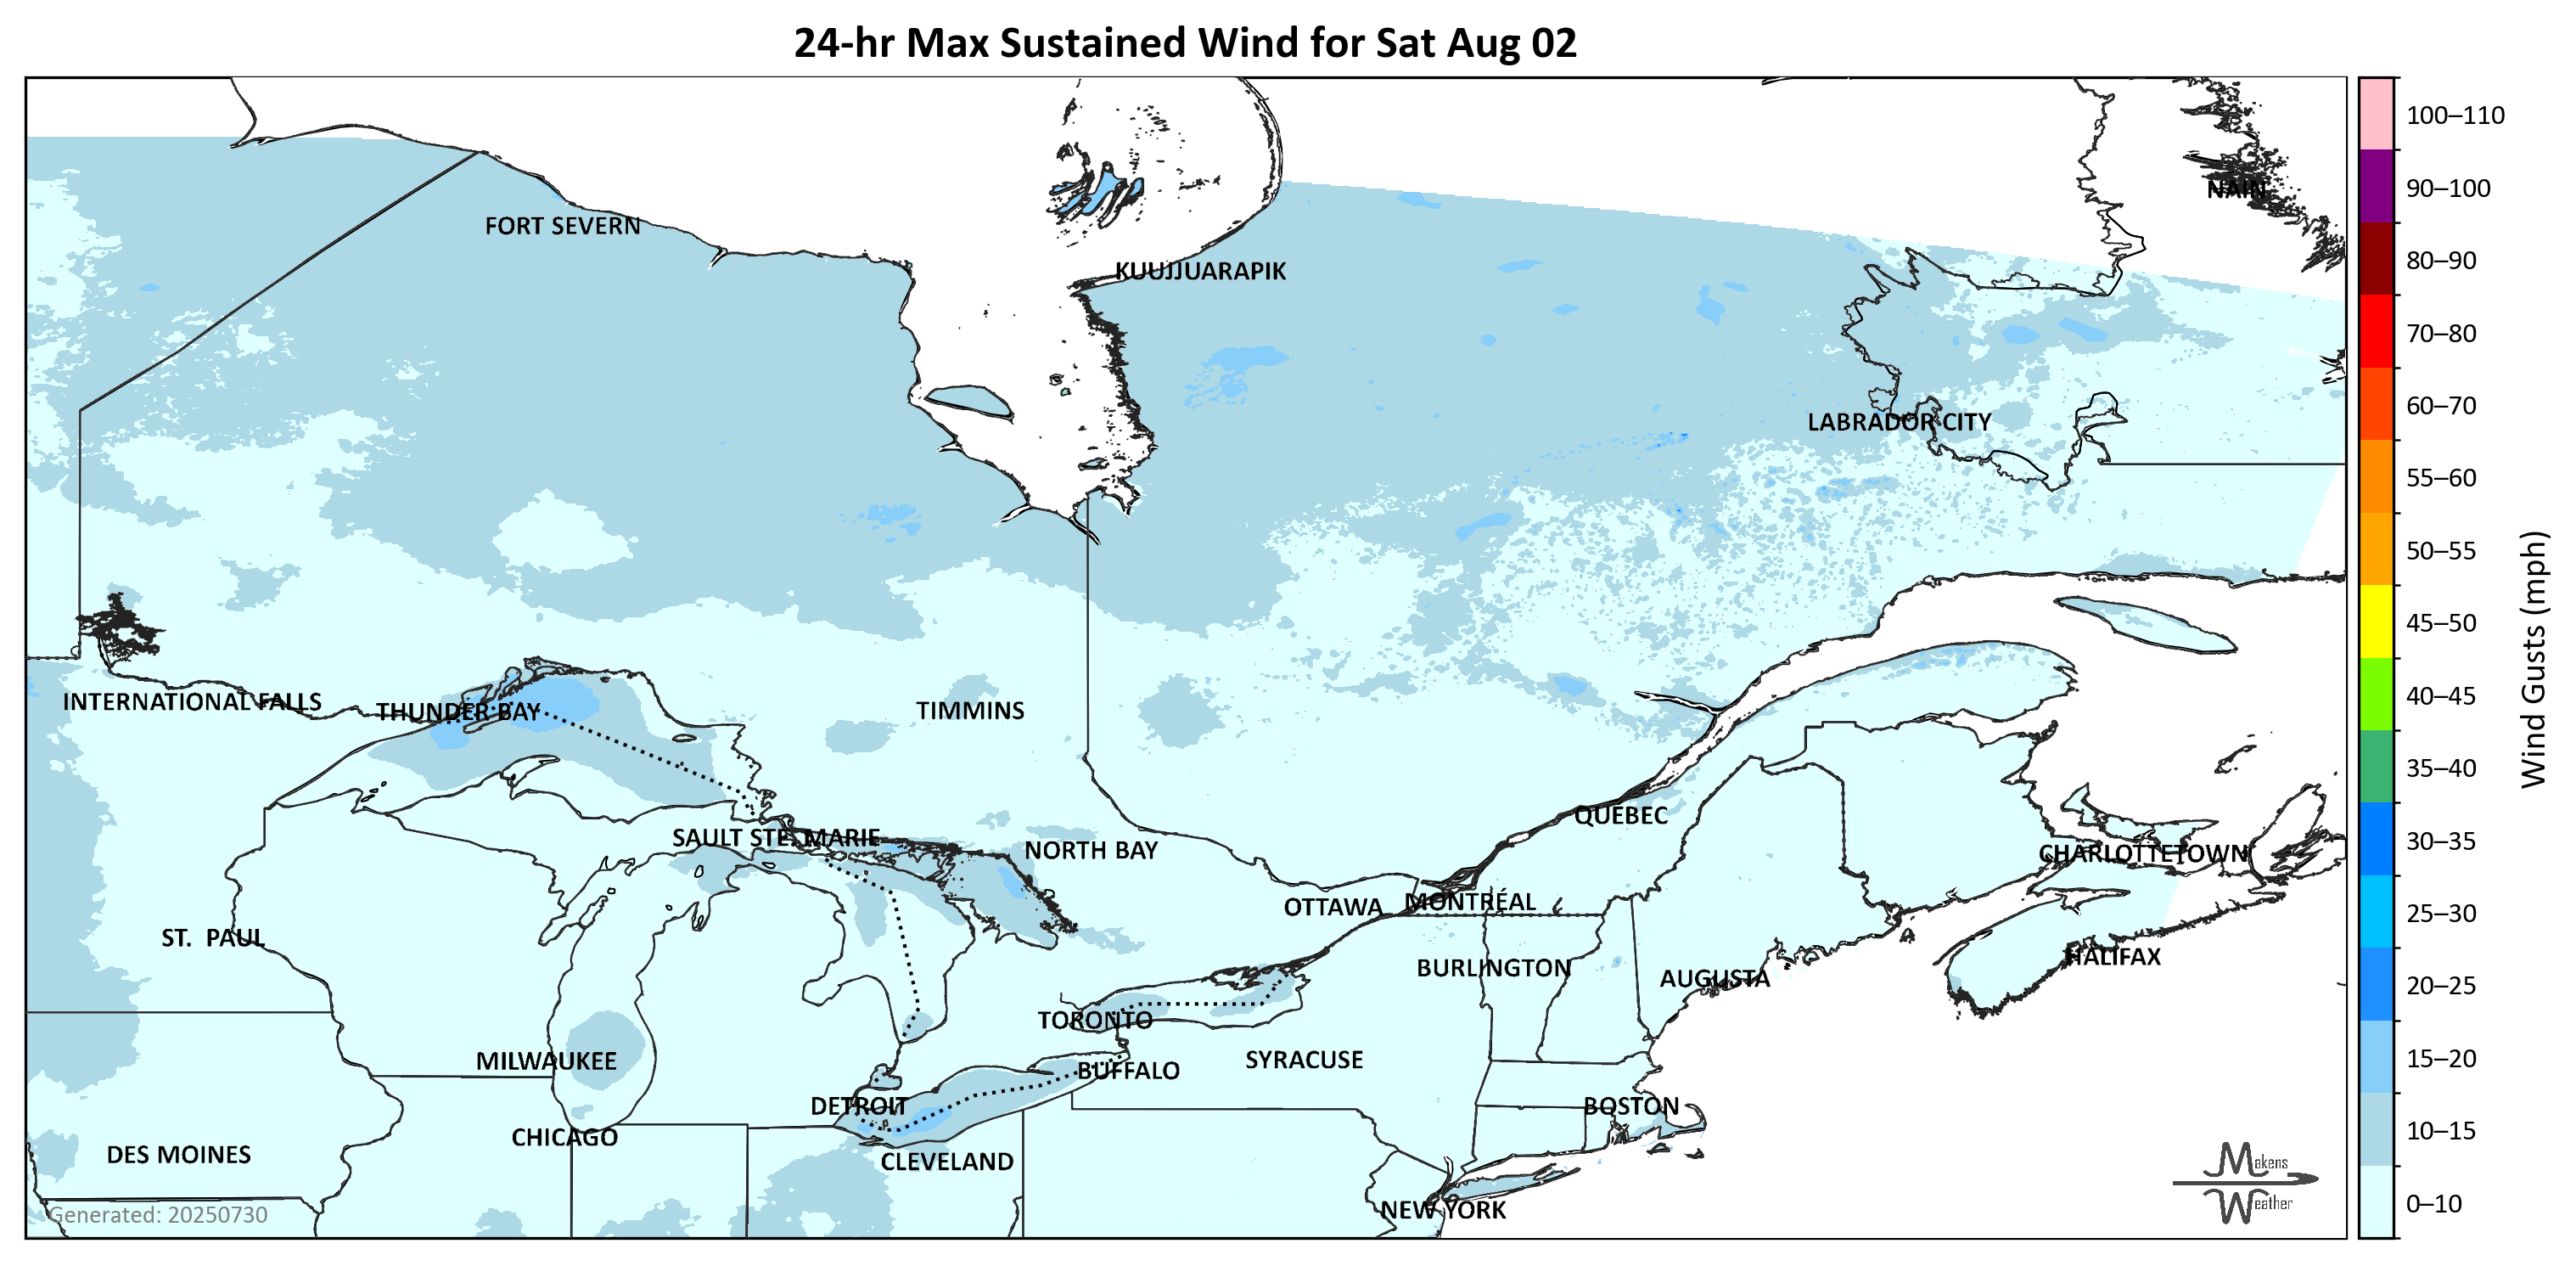 24-hr Max Sustained Wind for Sat Aug 02
100–110
90–100
NAIN
FORT SEVERN
80–90
KUUJJUARAPIK
70–80
60–70
LABRADOR CITY
55–60
50–55
45–50
Wind Gusts (mph)
40–45
INTERNATIONAL FALLS
THUNDER BAY
TIMMINS
35–40
QUÉBEC
30–35
SAULT STE. MARIE
NORTH BAY
CHARLOTTETOWN
OTTAWA
MONTRÉAL
25–30
ST. PAUL
HALIFAX
BURLINGTON
AUGUSTA
20–25
TORONTO
MILWAUKEE
SYRACUSE
15–20
BUFFALO
DETROIT
BOSTON
10–15
CHICAGO
DES MOINES
CLEVELAND
Makens
Weather
0–10
NEW YORK
Generated: 20250730